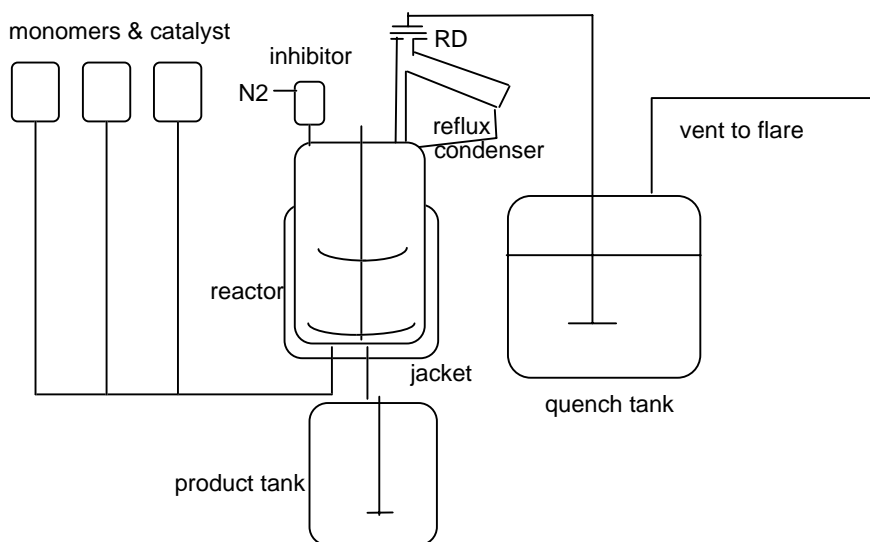 monomers & catalyst
inhibitor
RD
N2
reflux
condenser
vent to flare
reactor
jacket
quench tank
product tank